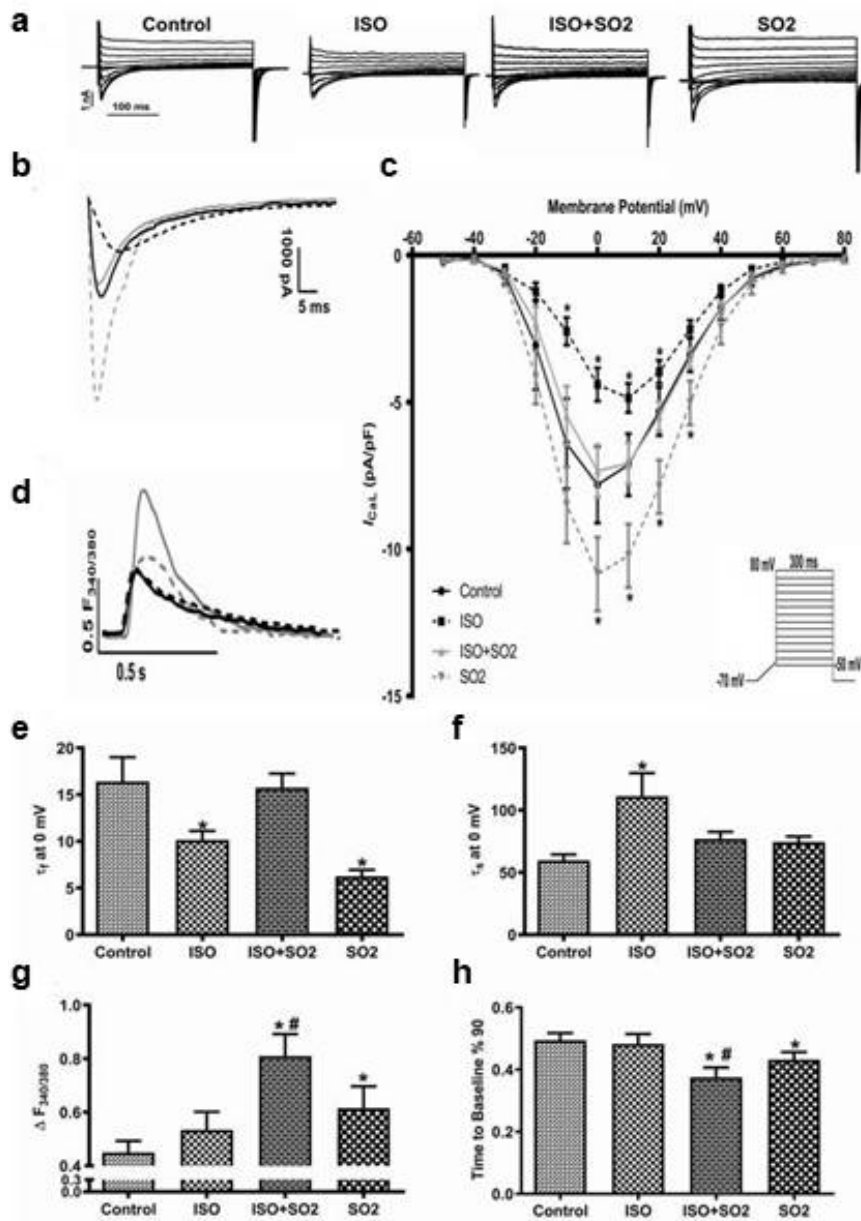 a
Control
ISO
ISO+SO2
SO2
1 nA
100 ms
b
1000 pA
5 ms
c
Membrane Potential (mV)
-60 -40 -20 0 20 40 60 80
0
-5
-10
-15
I CaL (pA/pF)
* * * * *
* * * *
Control
ISO
ISO+SO2
SO2
80 mV
300 ms
-70 mV
-50 mV
d
0.5 F340/380
0.5 s
e
τf at 0 mV
20
15
10
5
0
*
*
Control ISO ISO+SO2 SO2
f
τs at 0 mV
150
100
50
0
*
Control ISO ISO+SO2 SO2
g
Δ F340/380
1.0
0.8
0.6
0.4
0.3
0.0
* #
*
Control ISO ISO+SO2 SO2
h
Time to Baseline % 90
0.6
0.4
0.2
0.0
* #
*
Control ISO ISO+SO2 SO2